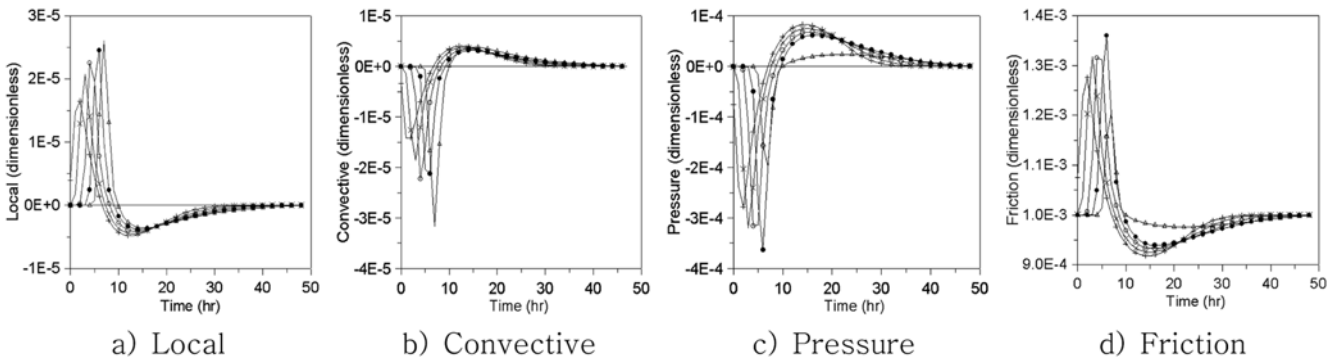 3E-5
2E-5
1E-5
0E+0
-1E-5
Local (dimensionless)
0 10 20 30 40 50
Time (hr)
a) Local
1E-5
0E+0
-1E-5
-2E-5
-3E-5
-4E-5
Convective (dimensionless)
0 10 20 30 40 50
Time (hr)
b) Convective
1E-4
0E+0
-1E-4
-2E-4
-3E-4
-4E-4
Pressure (dimensionless)
0 10 20 30 40 50
Time (hr)
c) Pressure
1.4E-3
1.3E-3
1.2E-3
1.0E-3
1.0E-3
9.0E-4
Friction (dimensionless)
0 10 20 30 40 50
Time (hr)
d) Friction